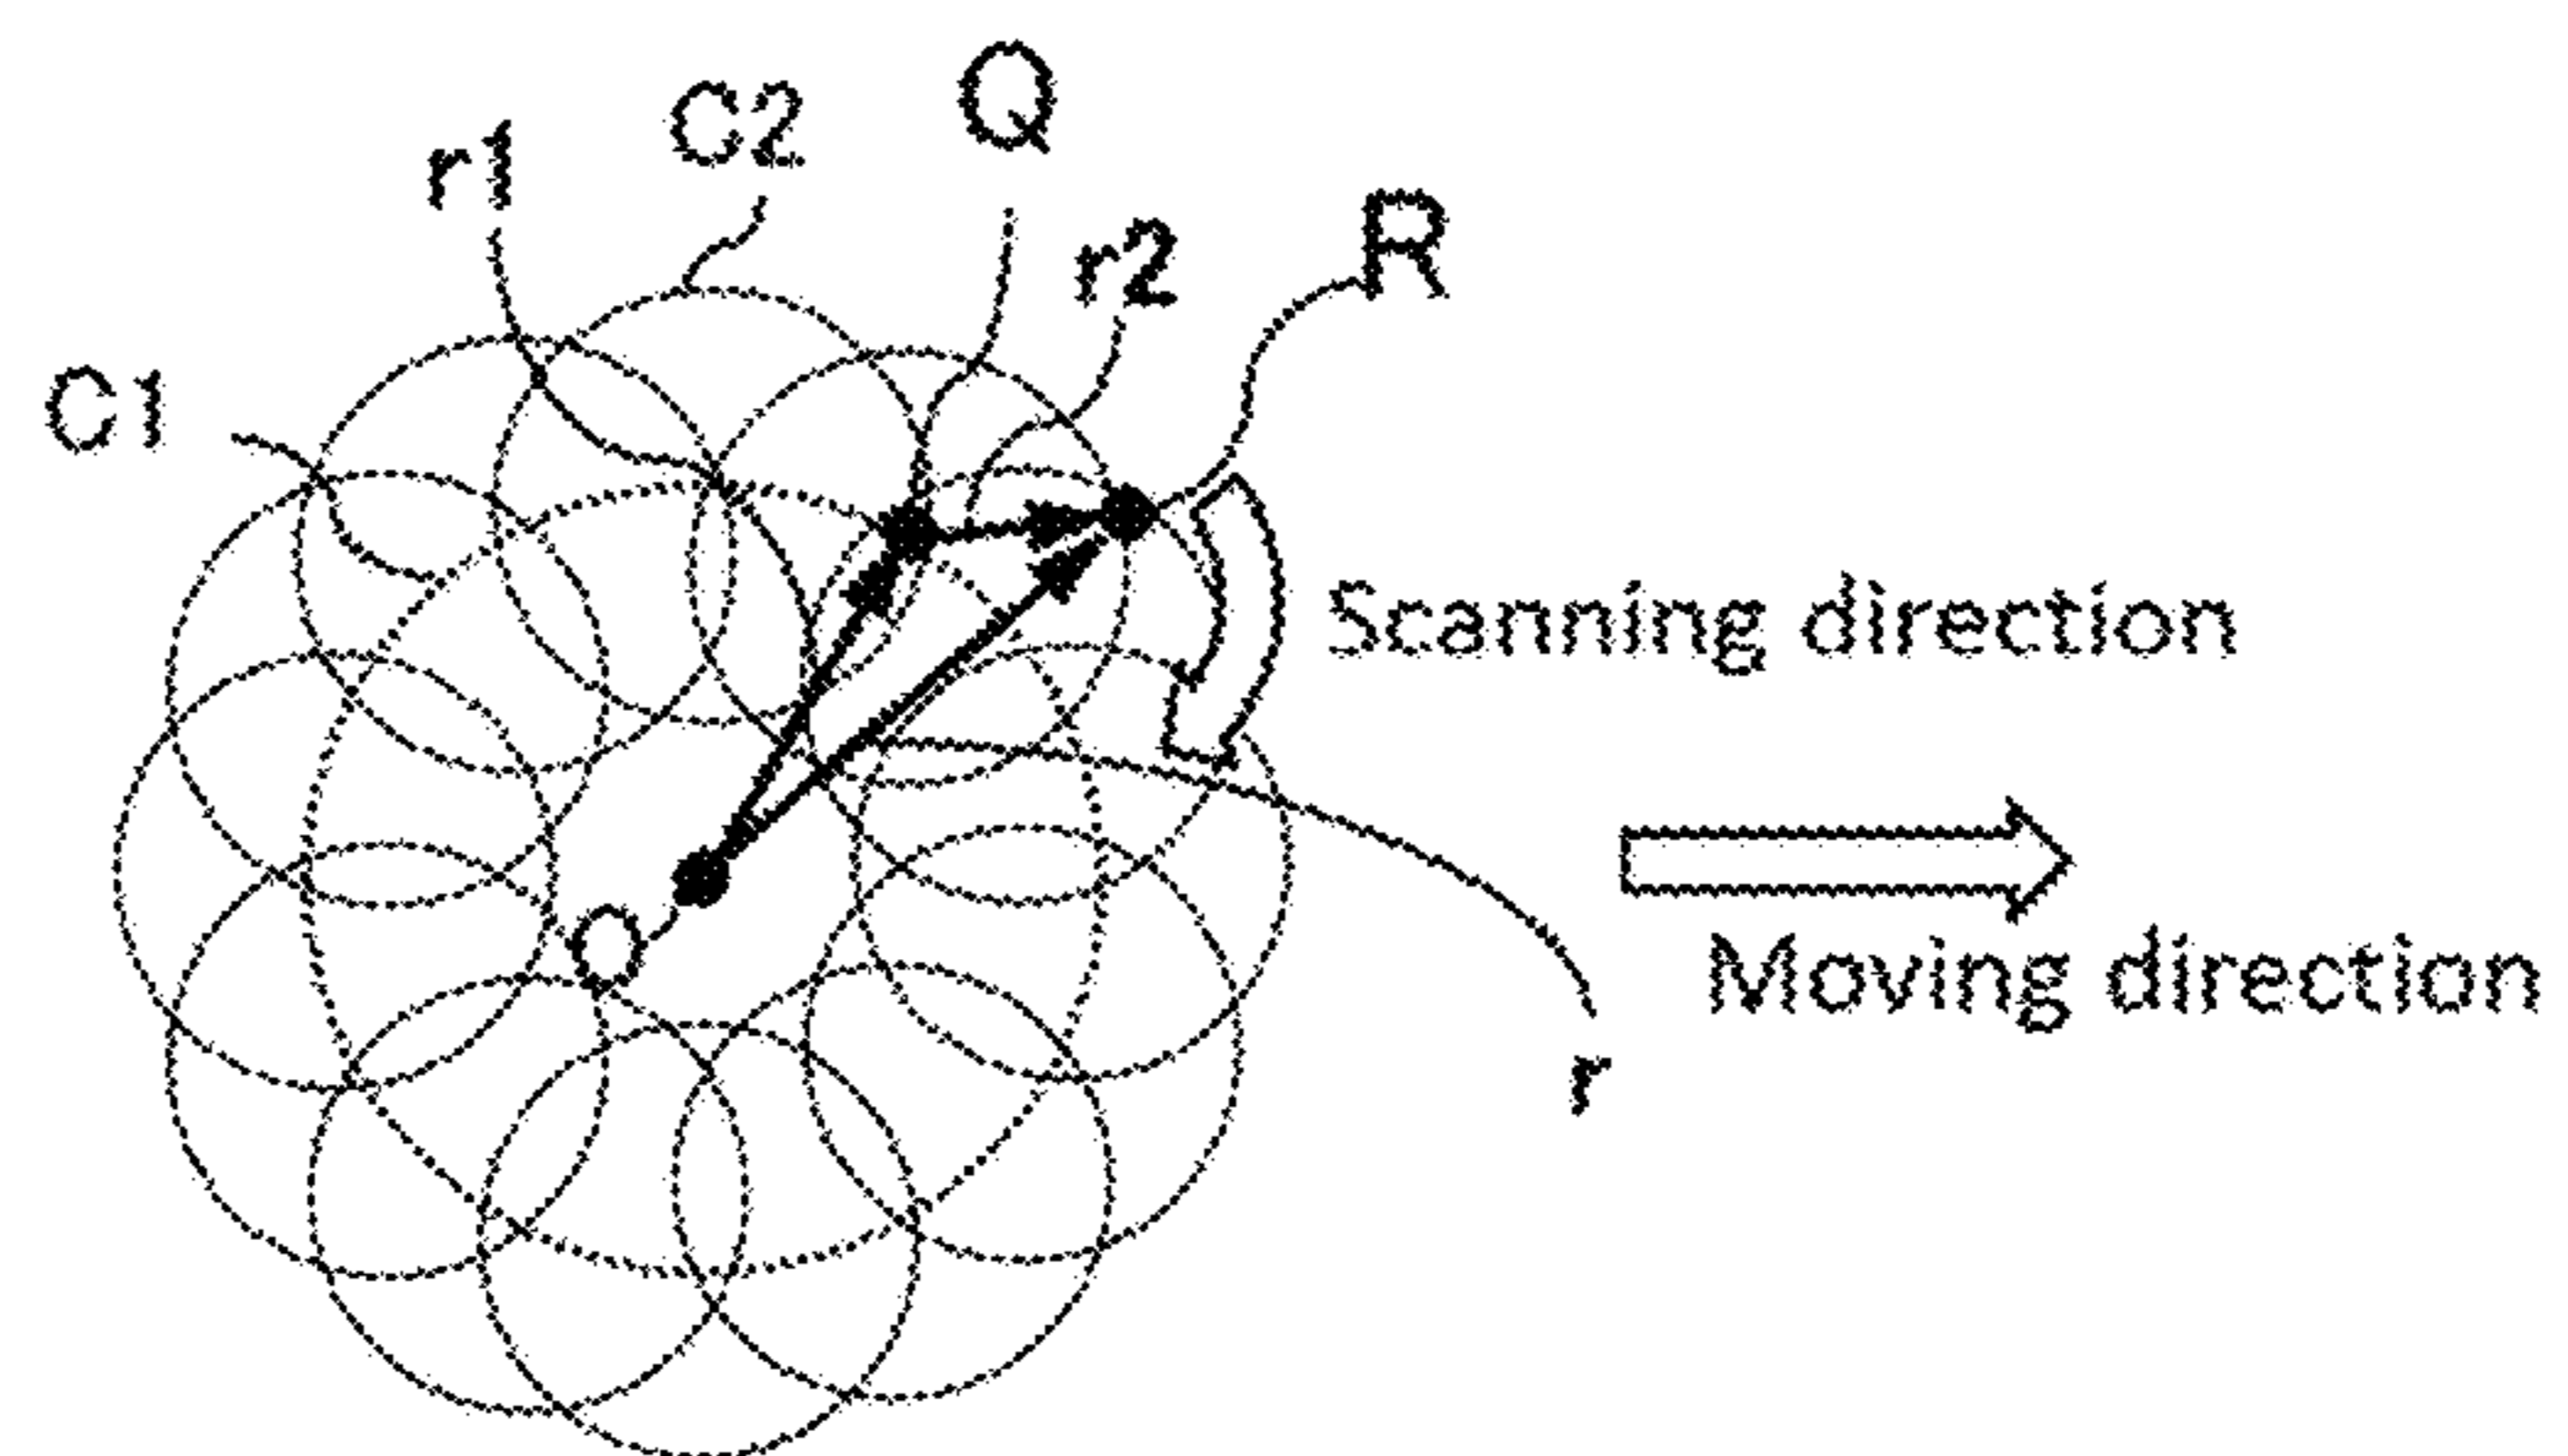 Q
C2
r1
R
r2
C1
Scanning direction
O
Moving direction
r